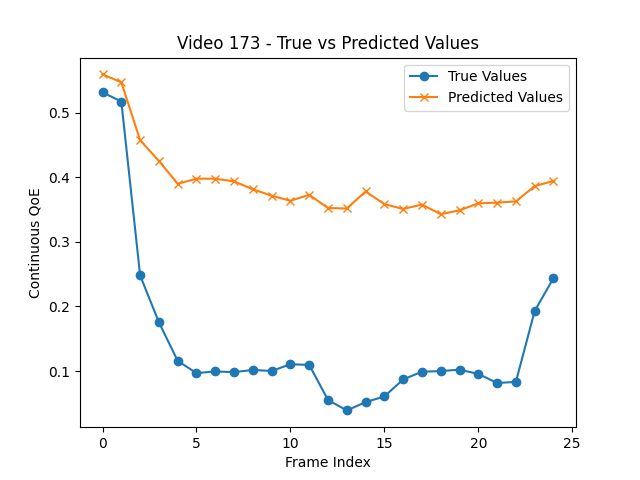 Video 173 - True vs Predicted Values
True Values
Predicted Values
Continuous QoE
0.5
0.4
0.3
0.2
0.1
0 5 10 15 20 25
Frame Index